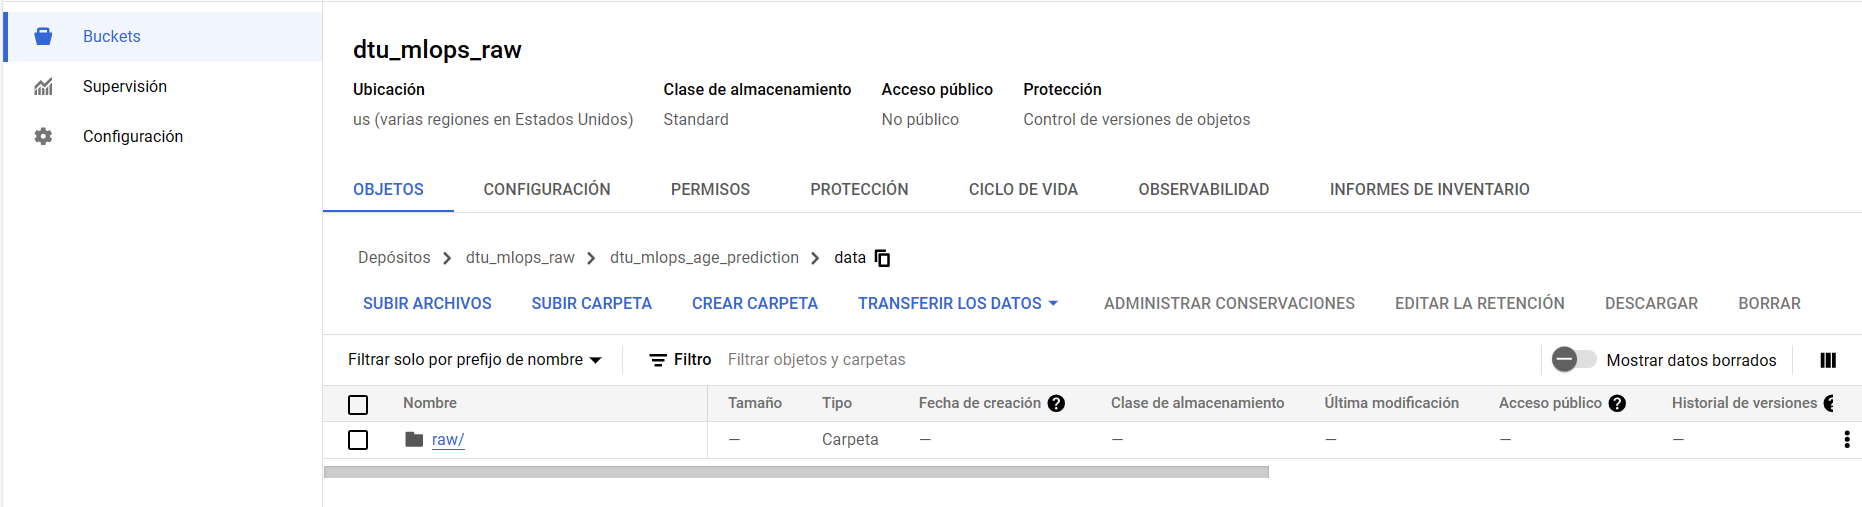 Buckets
Supervisión
Configuración
dtu_mlops_raw
Ubicación Clase de almacenamiento Acceso público Protección
us (varias regiones en Estados Unidos) Standard No público Control de versiones de objetos
OBJETOS CONFIGURACIÓN PERMISOS PROTECCIÓN CICLO DE VIDA OBSERVABILIDAD INFORMES DE INVENTARIO
Depósitos > dtu_mlops_raw > dtu_mlops_age_prediction > data
SUBIR ARCHIVOS SUBIR CARPETA CREAR CARPETA TRANSFERIR LOS DATOS ADMINISTRAR CONSERVACIONES EDITAR LA RETENCIÓN DESCARGAR BORRAR
Filtrar solo por prefijo de nombre Filtro Filtrar objetos y carpetas Mostrar datos borrados
Nombre Tamaño Tipo Fecha de creación ? Clase de almacenamiento Última modificación Acceso público ? Historial de versiones ?
raw/ — Carpeta — — — — —